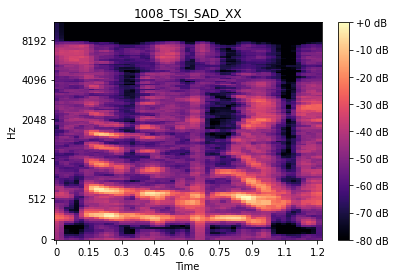 1008_TSI_SAD_XX
8192
4096
2048
1024
512
0
Hz
0 0.15 0.3 0.45 0.6 0.75 0.9 1.1 1.2
Time
+0 dB
-10 dB
-20 dB
-30 dB
-40 dB
-50 dB
-60 dB
-70 dB
-80 dB